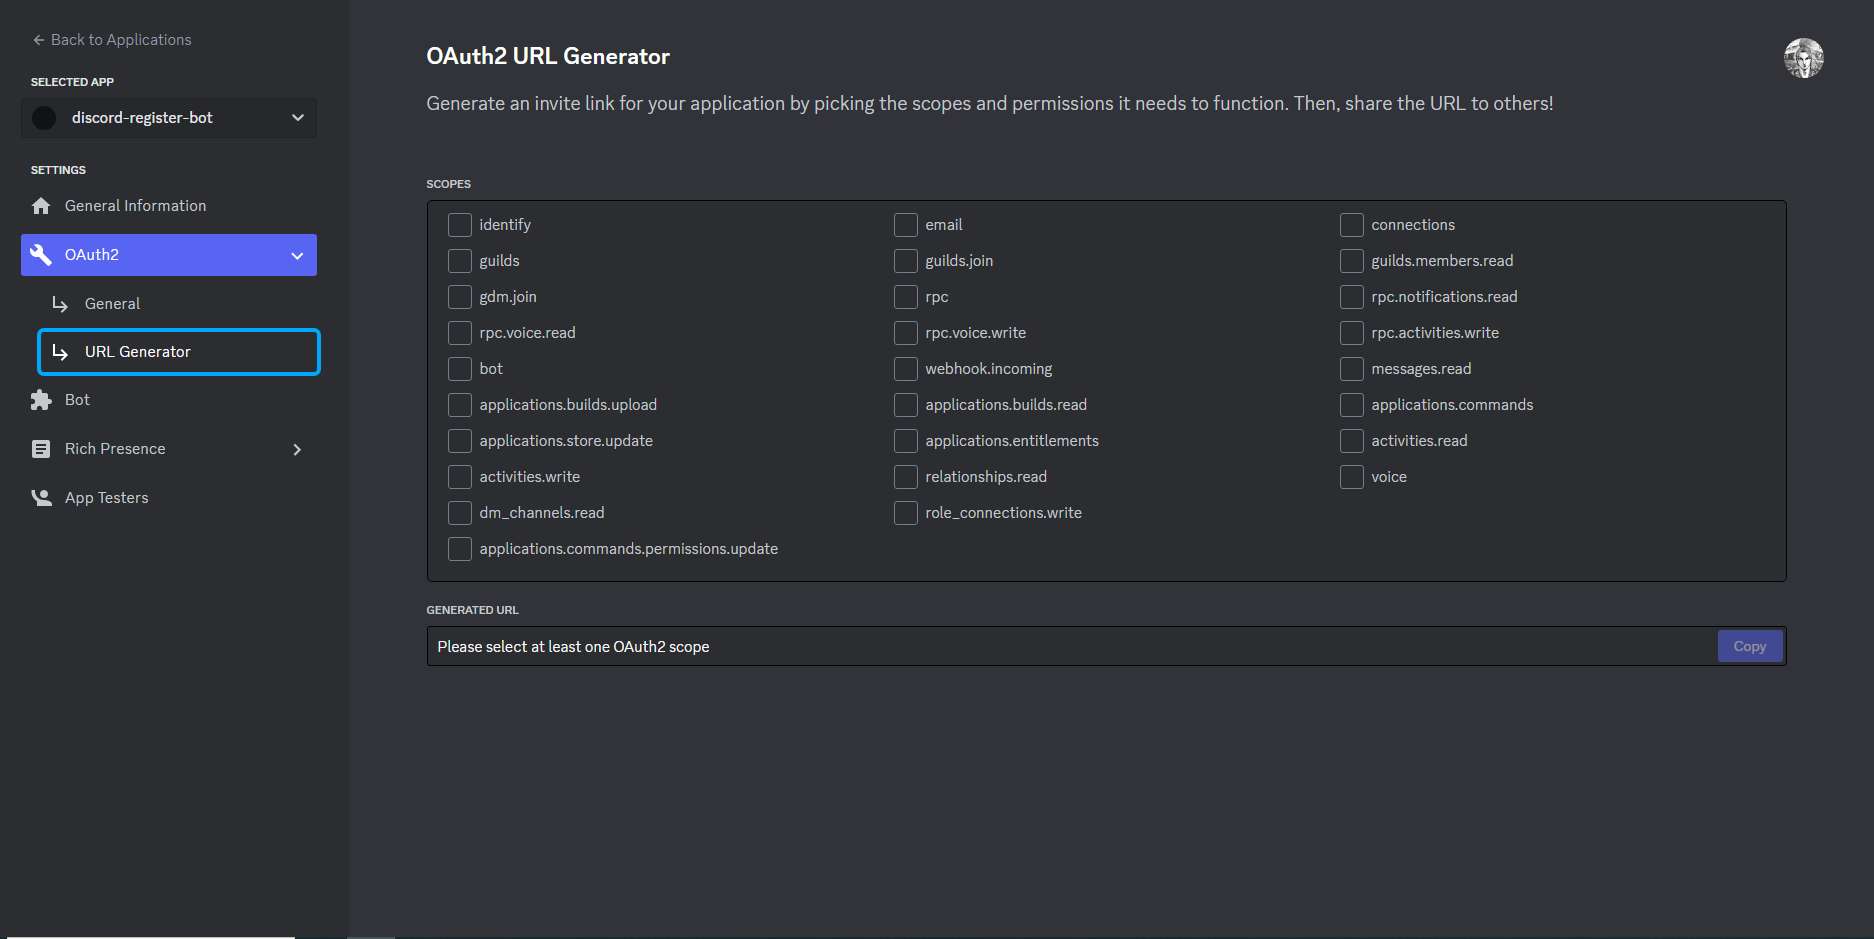 Back to Applications
SELECTED APP
discord-register-bot
SETTINGS
General Information
OAuth2
General
URL Generator
Bot
Rich Presence
App Testers
OAuth2 URL Generator
Generate an invite link for your application by picking the scopes and permissions it needs to function. Then, share the URL to others!
SCOPES
identify email connections
guilds guilds.join guilds.members.read
gdm.join rpc rpc.notifications.read
rpc.voice.read rpc.voice.write rpc.activities.write
bot webhook.incoming messages.read
applications.builds.upload applications.builds.read applications.commands
applications.store.update applications.entitlements activities.read
activities.write relationships.read voice
dm_channels.read role_connections.write
applications.commands.permissions.update
GENERATED URL
Please select at least one OAuth2 scope Copy